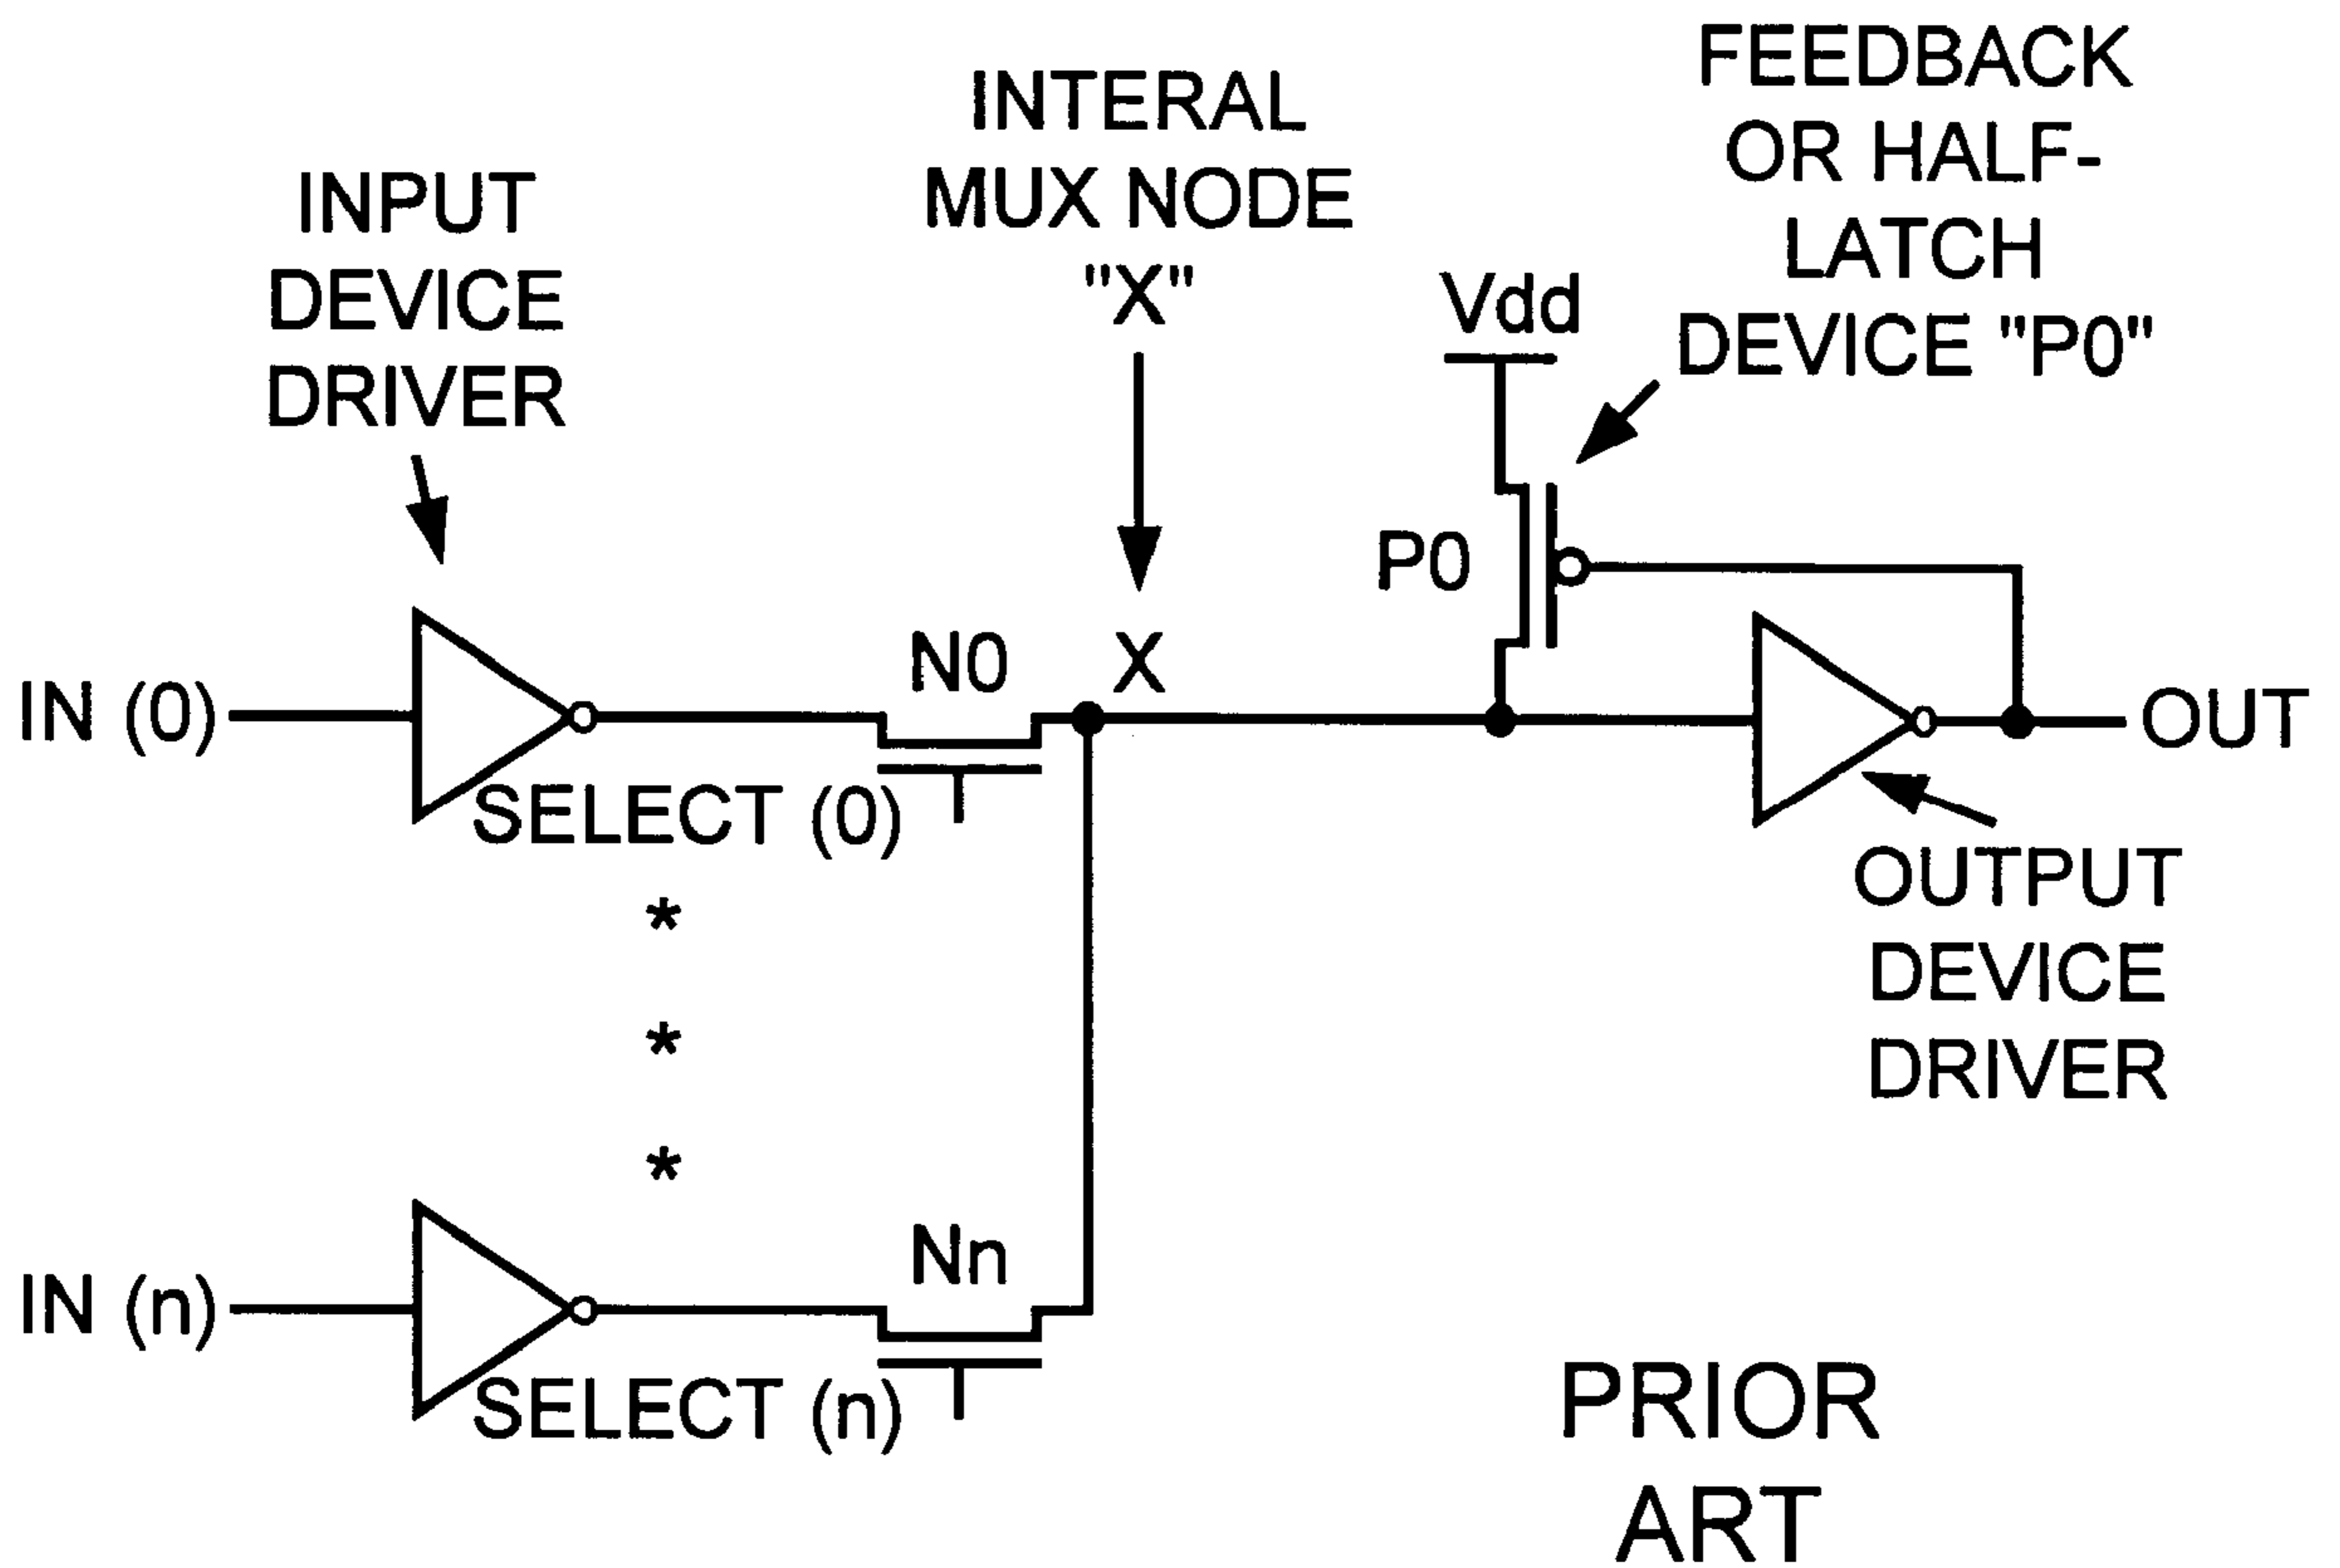 FEEDBACK
OR HALF-
LATCH
DEVICE "P0"
INTERAL
MUX NODE
"X"
INPUT
DEVICE
DRIVER
Vdd
P0
N0
X
IN (0)
OUT
SELECT (0)
OUTPUT
DEVICE
DRIVER
*
*
*
Nn
IN (n)
SELECT (n)
PRIOR
ART